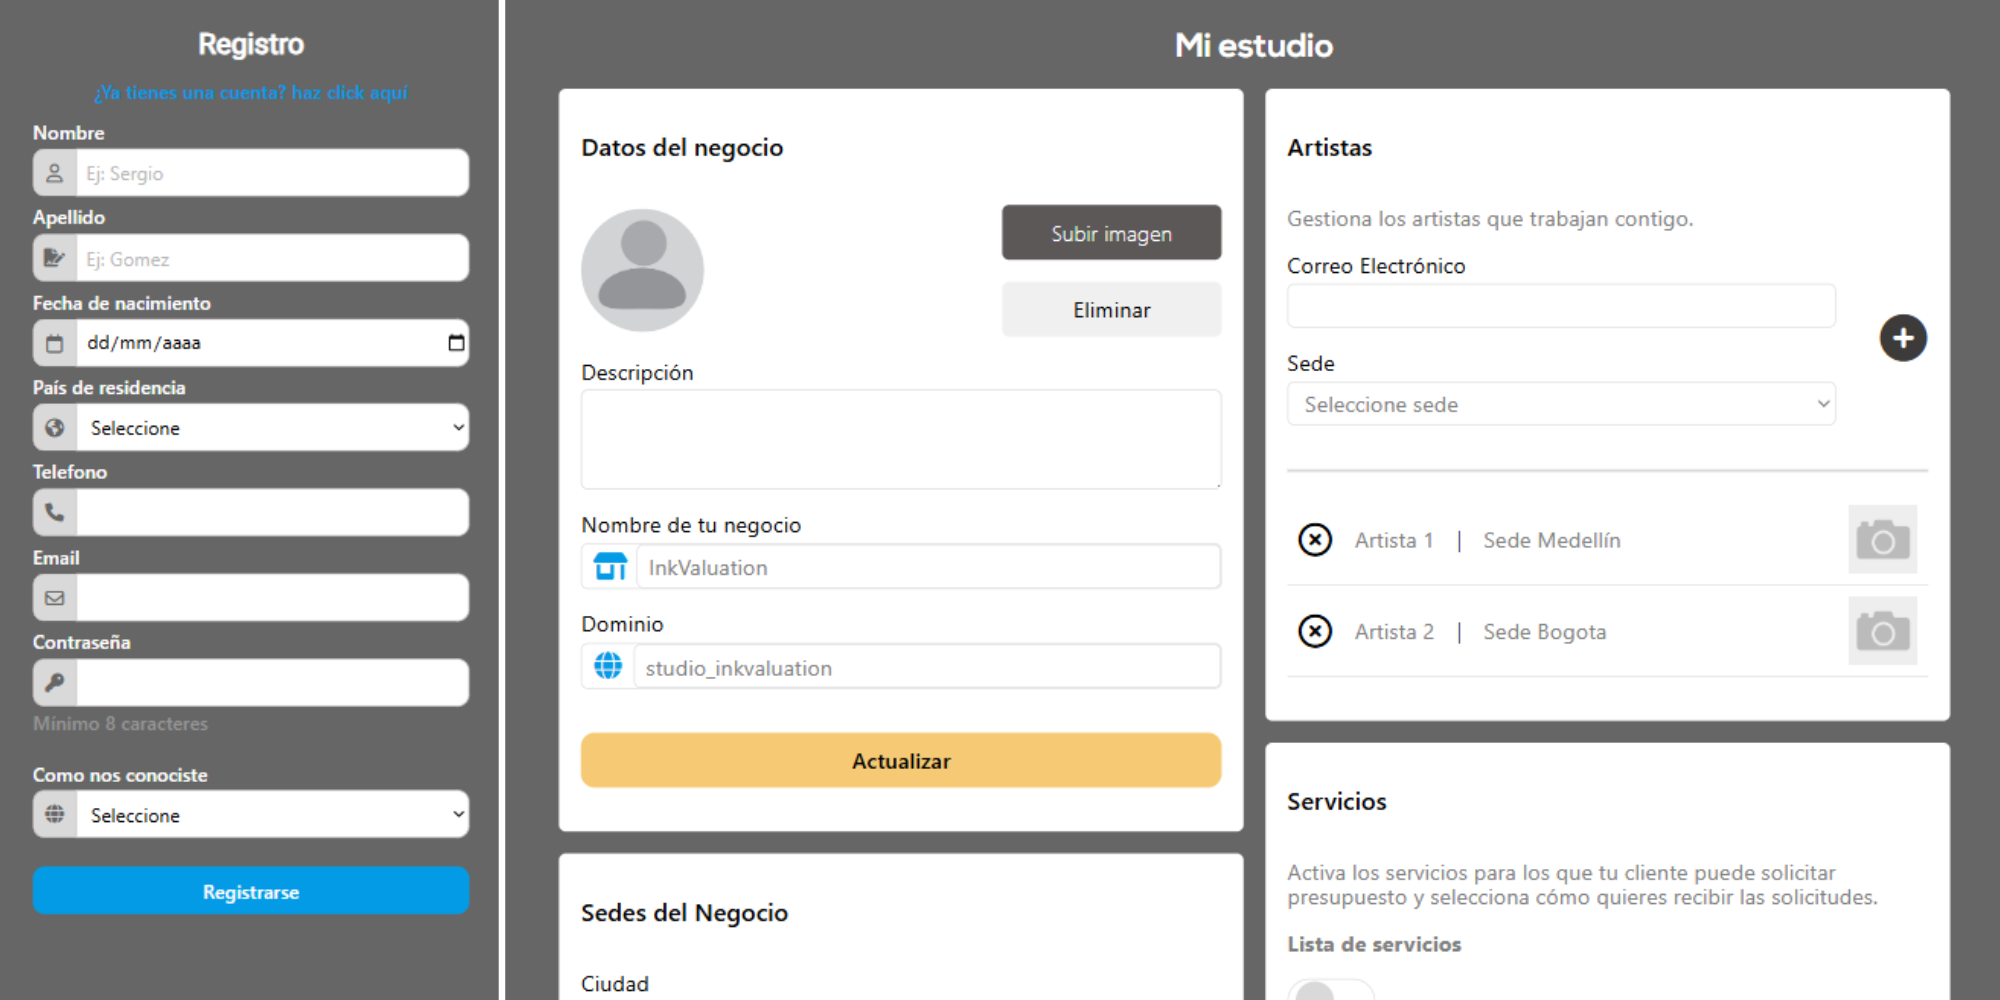 Registro
¿Ya tienes una cuenta? haz click aquí
Nombre
Ej: Sergio
Apellido
Ej: Gomez
Fecha de nacimiento
dd/mm/aaaa
País de residencia
Seleccione
Telefono
Email
Contraseña
Mínimo 8 caracteres
Como nos conociste
Seleccione
Registrarse
Mi estudio
Datos del negocio
Subir imagen
Eliminar
Descripción
Nombre de tu negocio
InkValuation
Dominio
studio_inkvaluation
Actualizar
Sedes del Negocio
Ciudad
Artistas
Gestiona los artistas que trabajan contigo.
Correo Electrónico
Sede
Seleccione sede
Artista 1 | Sede Medellín
Artista 2 | Sede Bogota
Servicios
Activa los servicios para los que tu cliente puede solicitar
presupuesto y selecciona cómo quieres recibir las solicitudes.
Lista de servicios